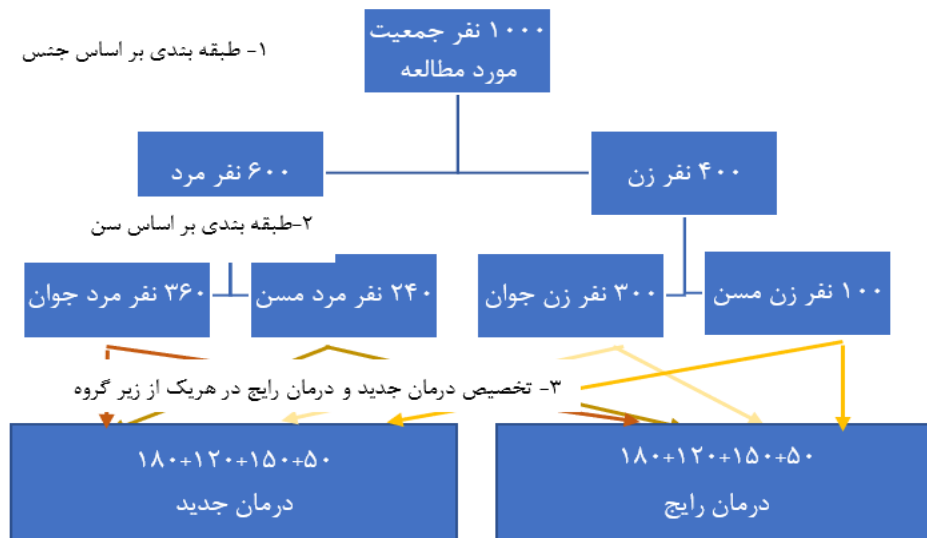 ۱۰۰۰ نفر جمعیت
مورد مطالعه
۱- طبقه بندی بر اساس جنس
۴۰۰ نفر زن
۶۰۰ نفر مرد
۲-طبقه بندی بر اساس سن
۱۰۰ نفر زن مسن
۳۰۰ نفر زن جوان
۲۴۰ نفر مرد مسن
۳۶۰ نفر مرد جوان
۳- تخصیص درمان جدید و درمان رایج در هریک از زیر گروه
۱۸۰+۱۲۰+۱۵۰+۵۰
درمان رایج
۱۸۰+۱۲۰+۱۵۰+۵۰
درمان جدید